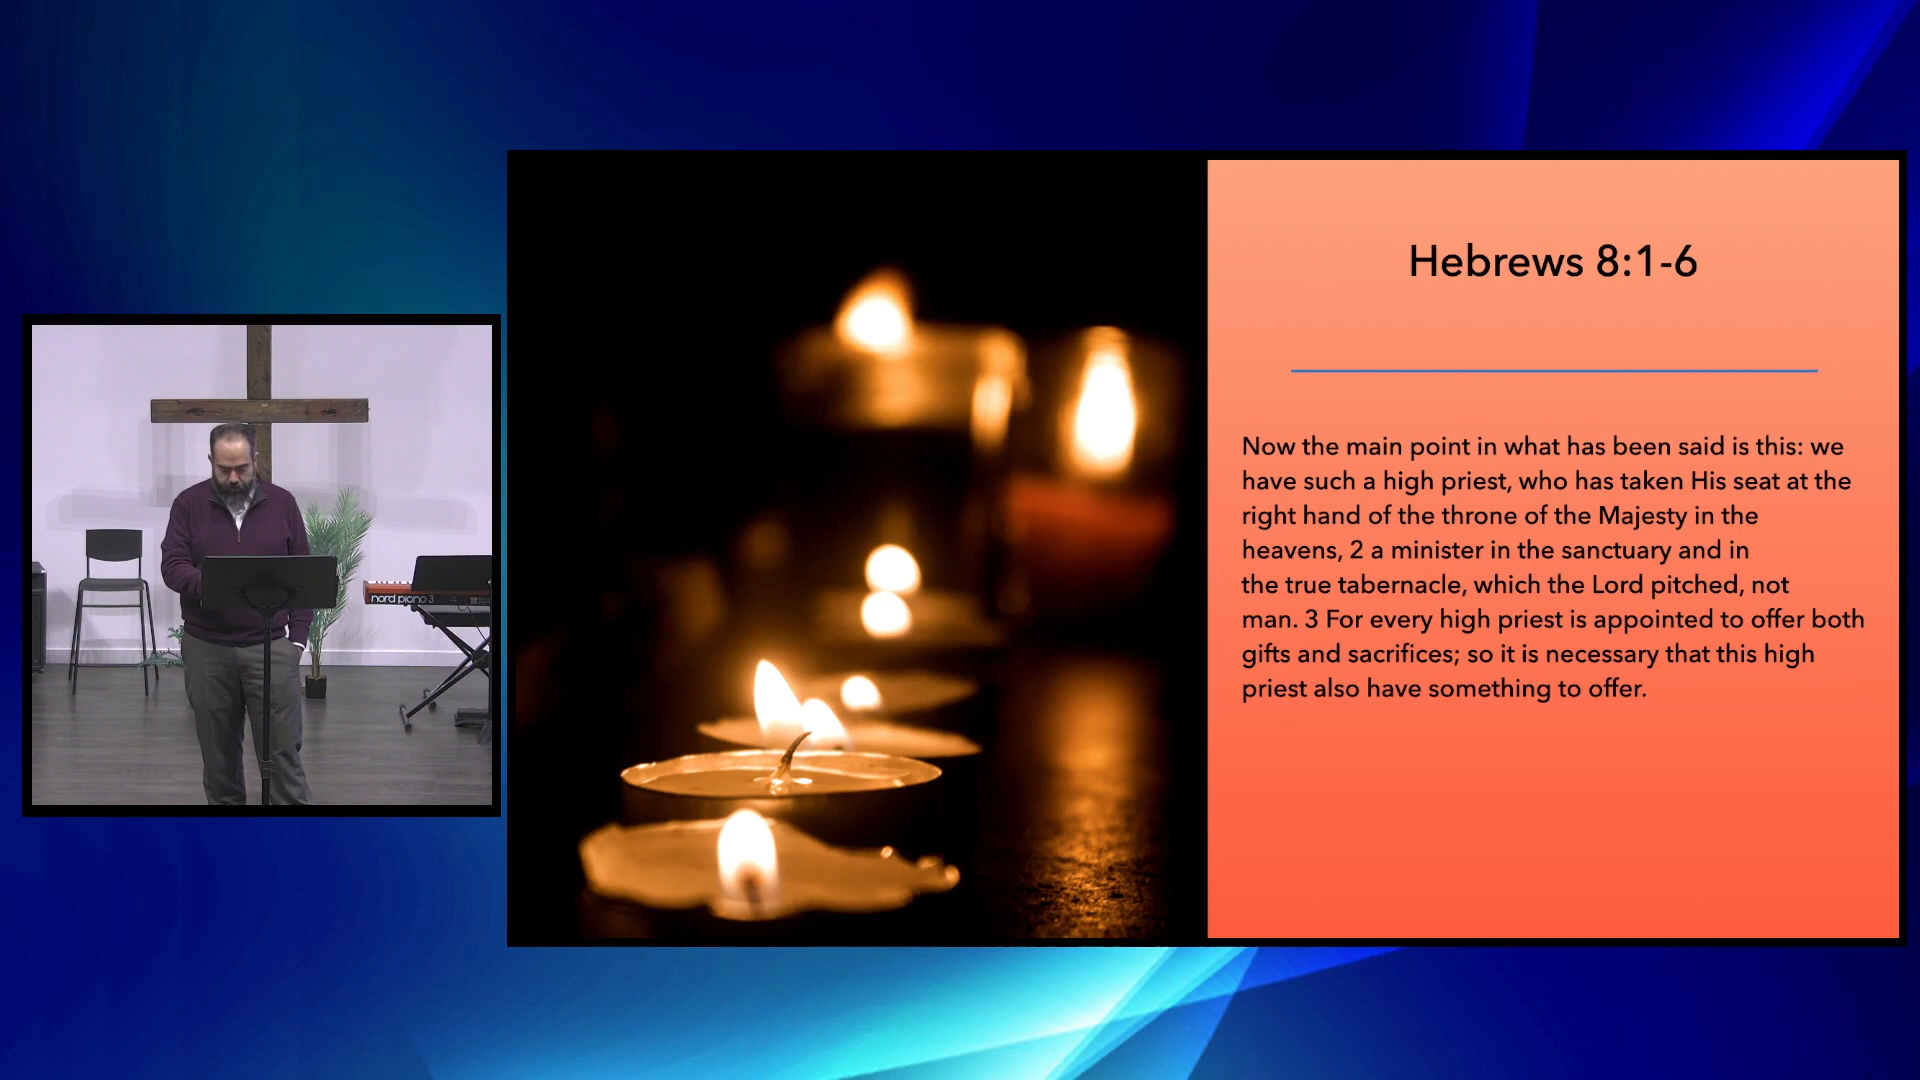 Hebrews 8:1-6
Now the main point in what has been said is this: we
have such a high priest, who has taken His seat at the
right hand of the throne of the Majesty in the
heavens, 2 a minister in the sanctuary and in
the true tabernacle, which the Lord pitched, not
man. 3 For every high priest is appointed to offer both
gifts and sacrifices; so it is necessary that this high
priest also have something to offer.
nord piano 3